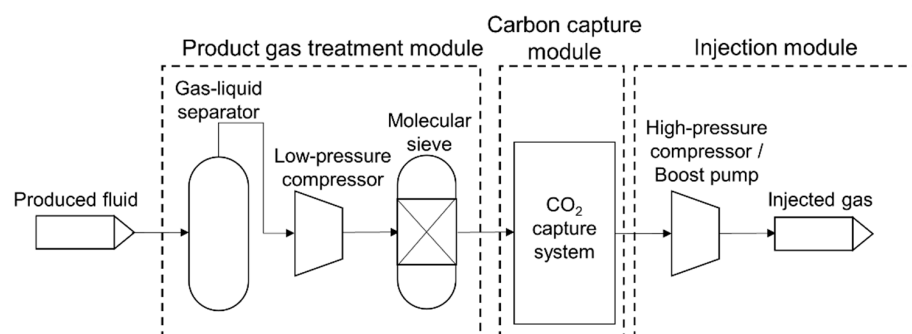 Product gas treatment module
Carbon capture
module
Injection module
Gas-liquid
separator
Low-pressure
compressor
Molecular
sieve
High-pressure
compressor /
Boost pump
Produced fluid
CO₂
capture
system
Injected gas